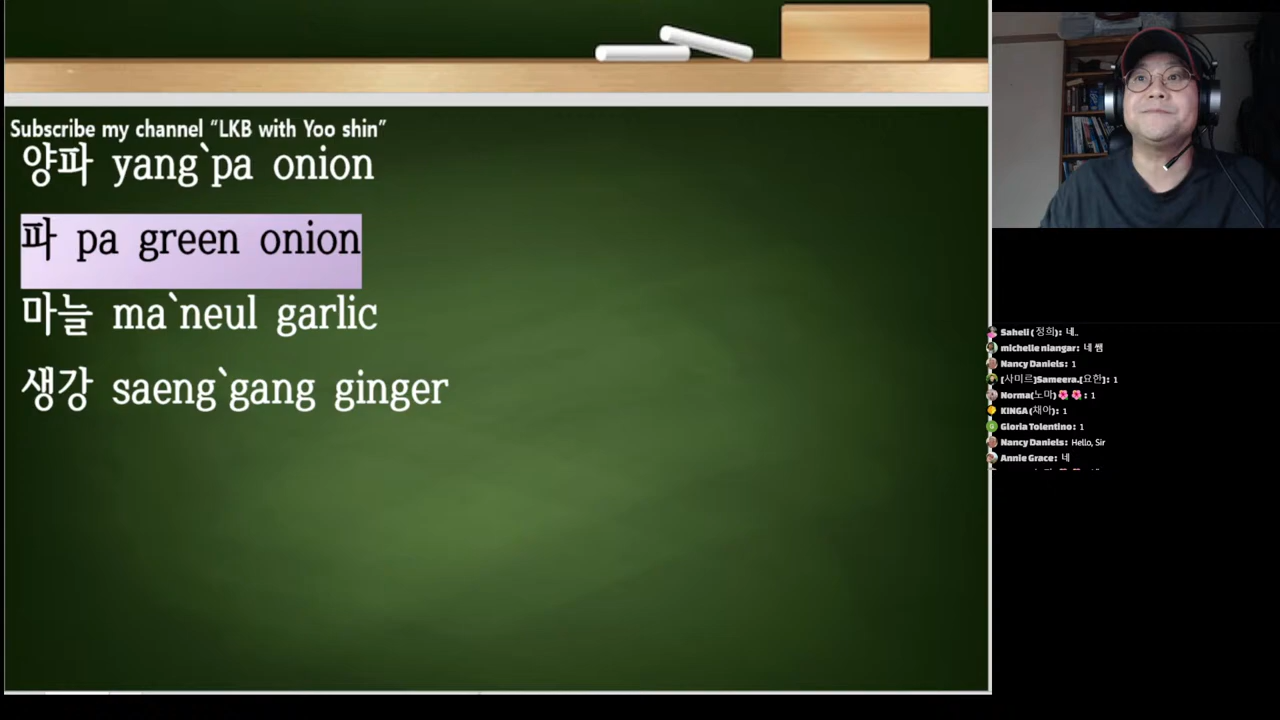 Subscribe my channel “LKB with Yoo shin”
양파 yang`pa onion
파 pa green onion
마늘 ma`neul garlic
생강 saeng`gang ginger
Saheli (정희): 네..
michelle niangar: 네 쌤
Nancy Daniels: 1
[사미르]Sameera.[요한]: 1
Norma(노마)🌺 🌺 : 1
KINGA (채아): 1
Gloria Tolentino: 1
Nancy Daniels: Hello, Sir
Annie Grace: 네